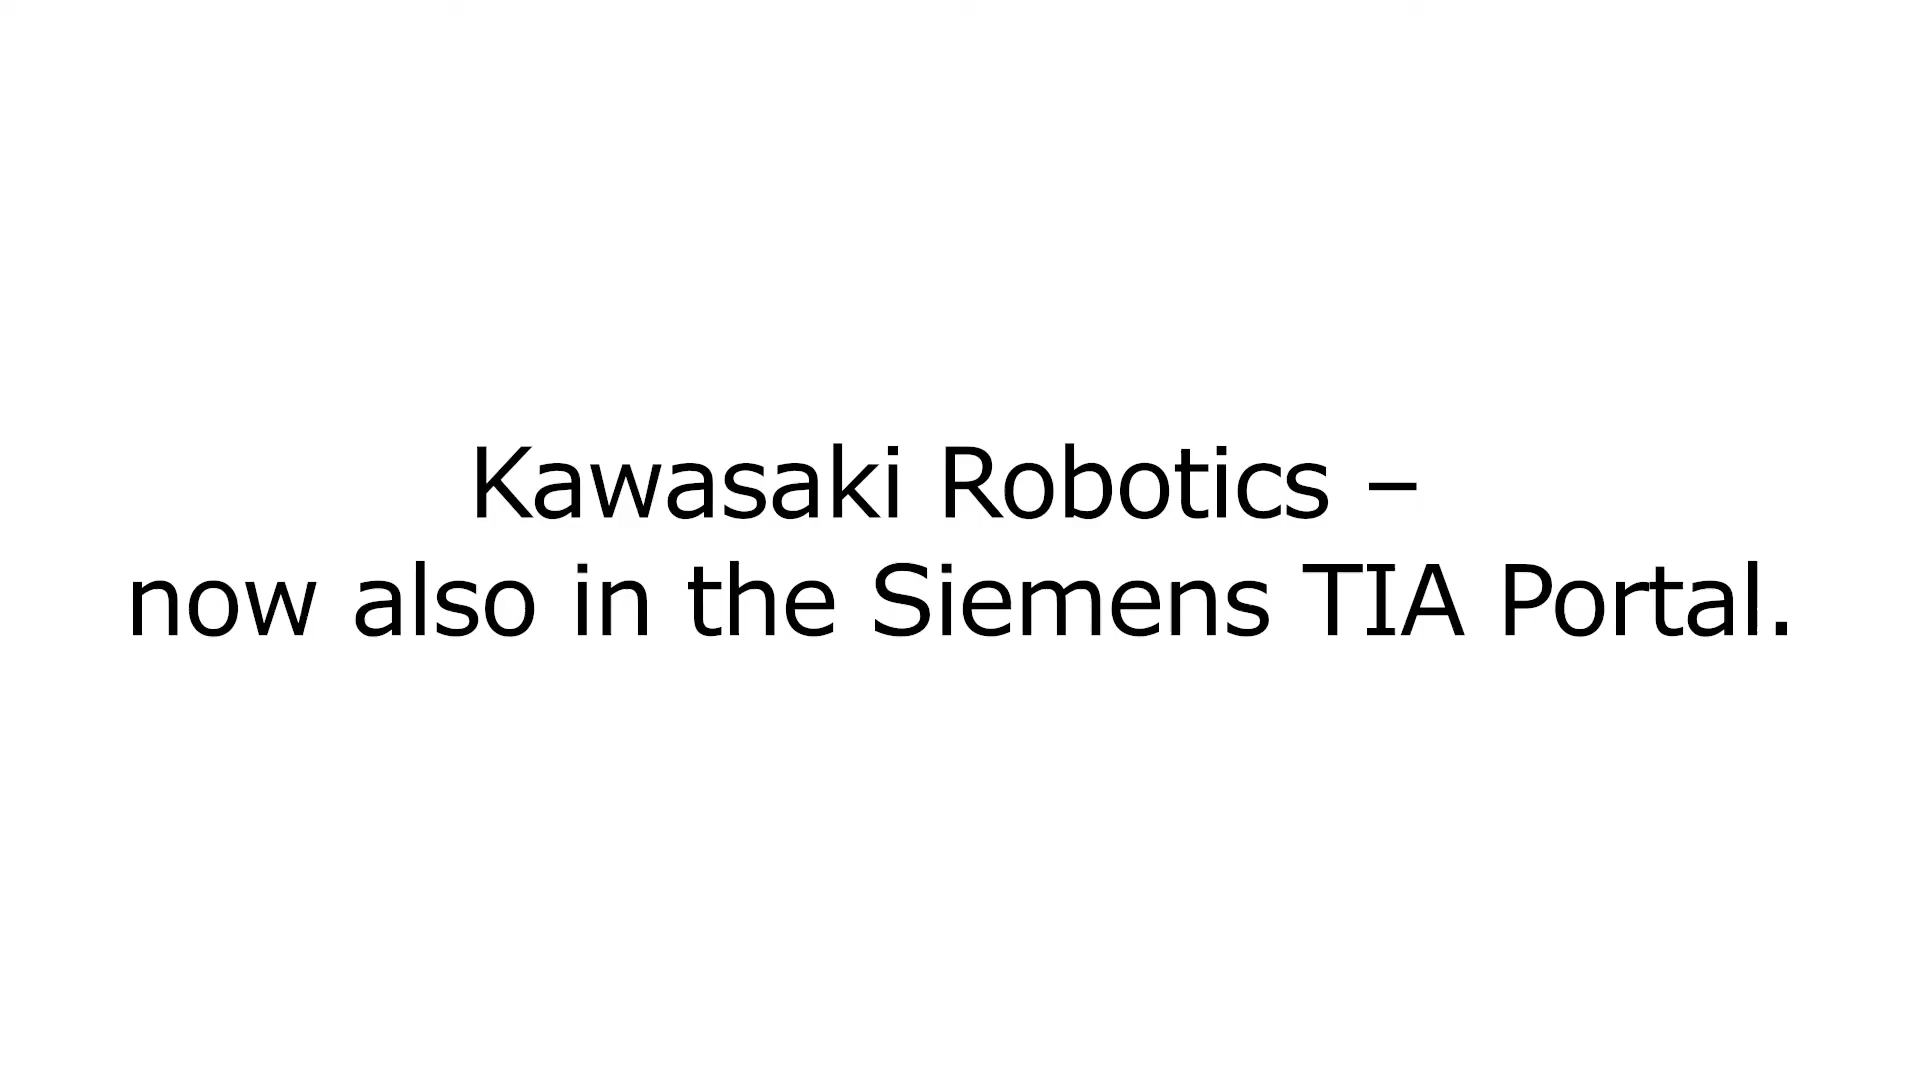 Kawasaki Robotics –
now also in the Siemens TIA Portal.